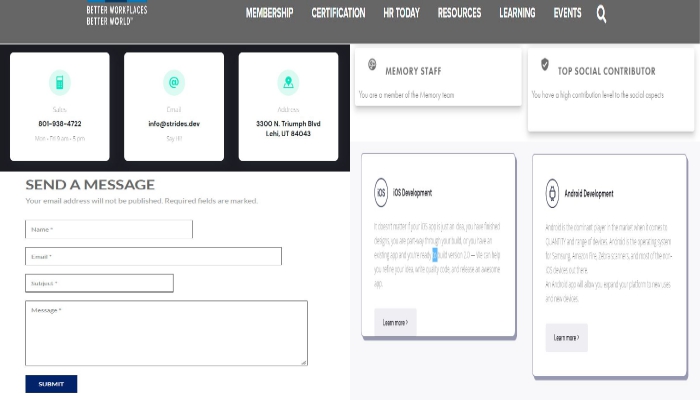 BETTER WORKPLACES
BETTER WORLD®
MEMBERSHIP CERTIFICATION HR TODAY RESOURCES LEARNING EVENTS
Sales
801-938-4722
Mon - Fri 9 am - 5 pm
@
Email
info@strides.dev
Say Hi!
Address
3300 N. Triumph Blvd
Lehi, UT 84043
SEND A MESSAGE
Your email address will not be published. Required fields are marked.
Name *
Email *
Subject *
Message *
SUBMIT
MEMORY STAFF
You are a member of the Memory team
TOP SOCIAL CONTRIBUTOR
You have a high contribution level to the social aspects
iOS iOS Development
It doesn't matter if your iOS app is just an idea, you have finished
designs, you are part-way through your build, or you have an
existing app and you're ready to build version 2.0 — We can help
you refine your idea, write quality code, and release an awesome
app.
Learn more >
Android Development
Android is the dominant player in the market when it comes to
QUANTITY and range of devices. Android is the operating system
for Samsung, Amazon Fire, Zebra scanners, and most of the non-
iOS devices out there.
An Android app will allow you expand your platform to new uses
and new devices.
Learn more >